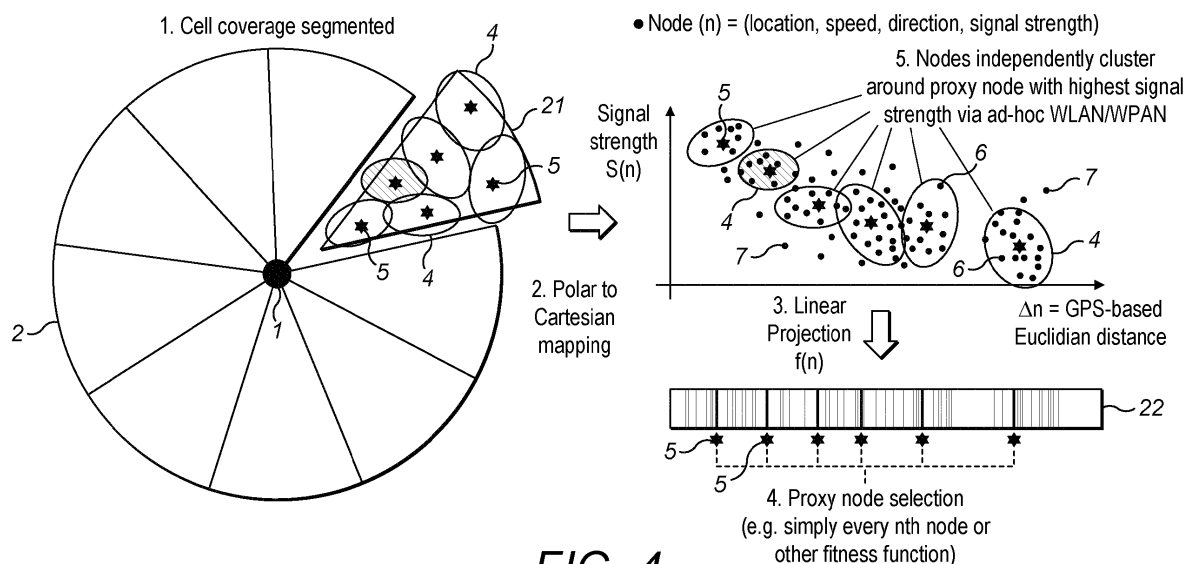 1. Cell coverage segmented
4
21
5
5
4
2
1
2. Polar to
Cartesian
mapping
● Node (n) = (location, speed, direction, signal strength)
5. Nodes independently cluster
around proxy node with highest signal
strength via ad-hoc WLAN/WPAN
Signal
strength
S(n)
5
4
6
7
7
4
6
3. Linear
Projection
f(n)
Δn = GPS-based
Euclidian distance
22
5
5
4. Proxy node selection
(e.g. simply every nth node or
other fitness function)
FIG. 4